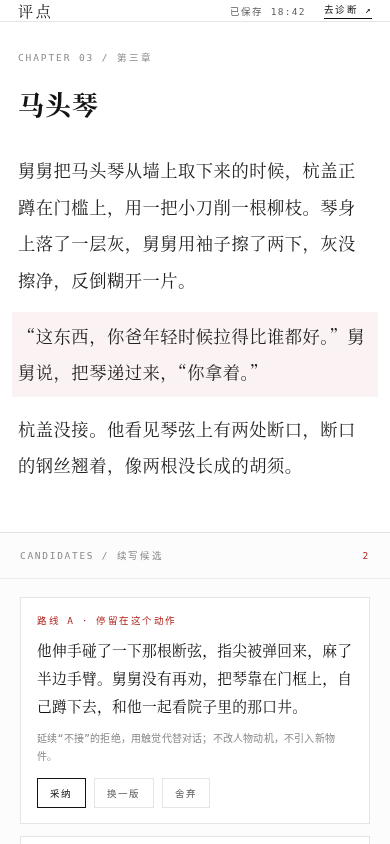 评点
已保存 18:42
去诊断 ↗
CHAPTER 03 / 第三章
马头琴
舅舅把马头琴从墙上取下来的时候，杭盖正
蹲在门槛上，用一把小刀削一根柳枝。琴身
上落了一层灰，舅舅用袖子擦了两下，灰没
擦净，反倒糊开一片。
“这东西，你爸年轻时候拉得比谁都好。”舅
舅说，把琴递过来，“你拿着。”
杭盖没接。他看见琴弦上有两处断口，断口
的钢丝翘着，像两根没长成的胡须。
CANDIDATES / 续写候选
2
路线 A · 停留在这个动作
他伸手碰了一下那根断弦，指尖被弹回来，麻了
半边手臂。舅舅没有再劝，把琴靠在门框上，自
己蹲下去，和他一起看院子里的那口井。
延续“不接”的拒绝，用触觉代替对话；不改人物动机，不引入新物
件。
采纳
换一版
舍弃